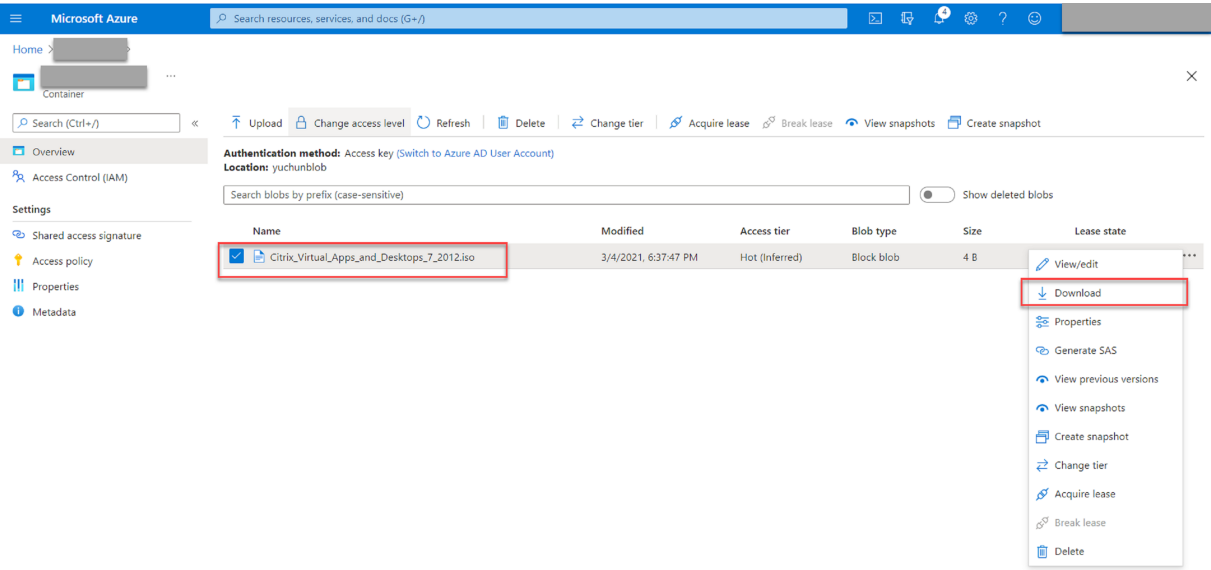 Microsoft Azure
Search resources, services, and docs (G+/)
4
Home
...
Container
Search (Ctrl+/)
Upload Change access level Refresh Delete Change tier Acquire lease Break lease View snapshots Create snapshot
Overview
Access Control (IAM)
Settings
Shared access signature
Access policy
Properties
Metadata
Authentication method: Access key (Switch to Azure AD User Account)
Location: yuchunblob
Search blobs by prefix (case-sensitive)
Show deleted blobs
Name Modified Access tier Blob type Size Lease state
Citrix_Virtual_Apps_and_Desktops_7_2012.iso 3/4/2021, 6:37:47 PM Hot (Inferred) Block blob 4 B
View/edit
Download
Properties
Generate SAS
View previous versions
View snapshots
Create snapshot
Change tier
Acquire lease
Break lease
Delete